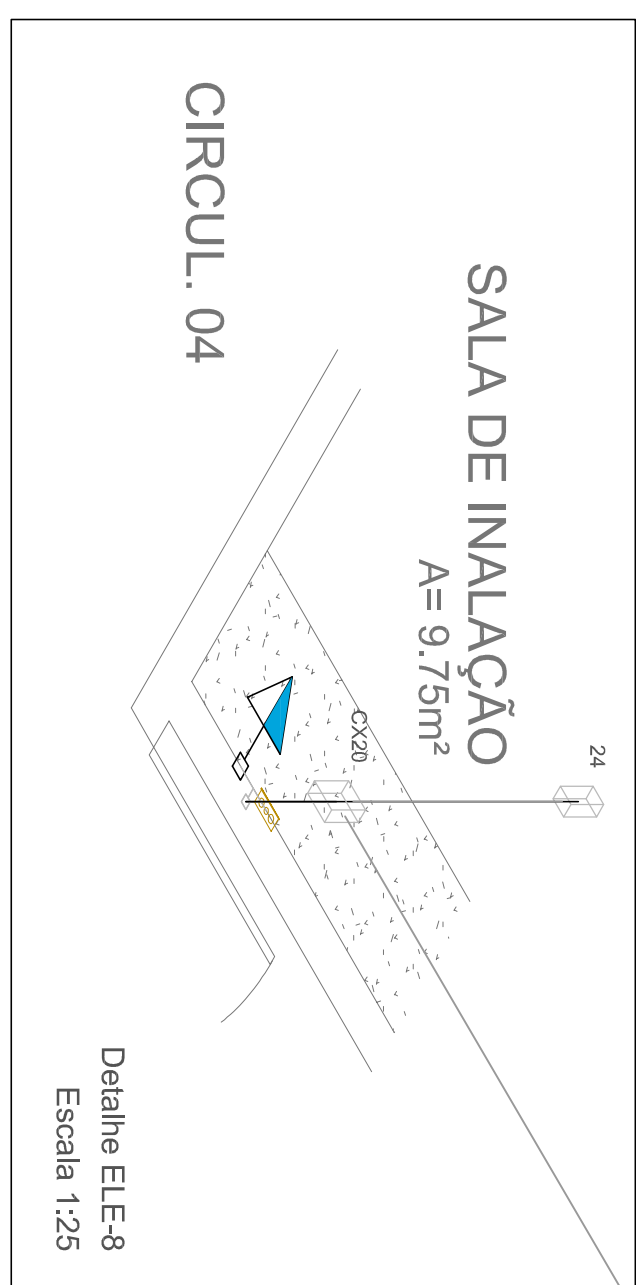 SALA DE INALAÇÃO
A= 9.75m²
24
CX20
CIRCUL. 04
Detalhe ELE-8
Escala 1:25